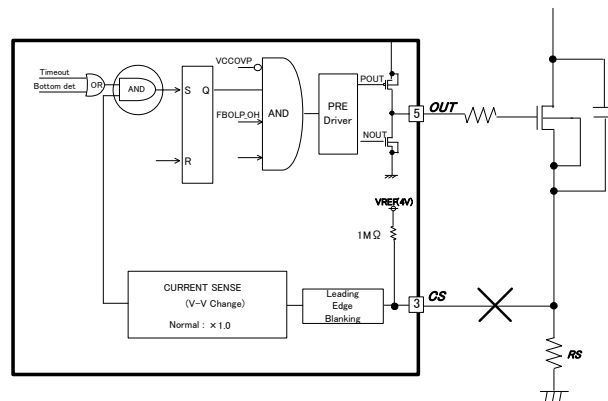 VCCOVP
Timeout
Bottom det
OR
AND
S Q
R
FBOLP_OH
AND
PRE
Driver
POUT
NOUT
5
OUT
VREF(4V)
1MΩ
CURRENT SENSE
(V-V Change)
Normal : ×1.0
Leading
Edge
Blanking
3
CS
RS